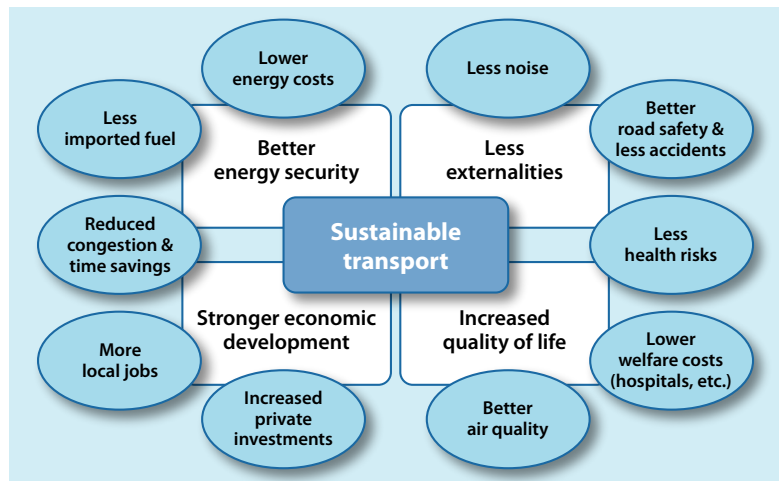 Lower
energy costs
Less noise
Less
imported fuel
Better
road safety &
less accidents
Better
energy security
Less
externalities
Reduced
congestion &
time savings
Sustainable
transport
Less
health risks
Stronger economic
development
Increased
quality of life
More
local jobs
Lower
welfare costs
(hospitals, etc.)
Increased
private
investments
Better
air quality